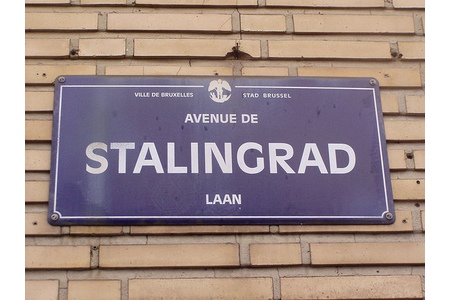 VILLE DE BRUXELLES STAD BRUSSEL
AVENUE DE
STALINGRAD
LAAN